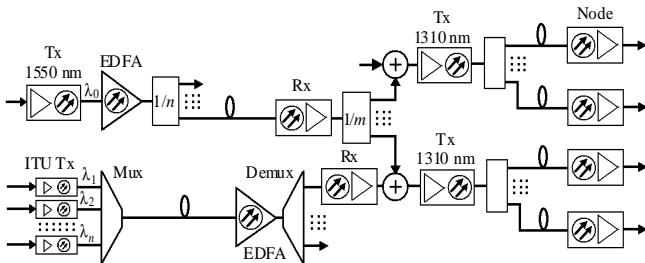 Tx
1550 nm
EDFA
λ0
1/n
Rx
1/m
Tx
1310 nm
Node
ITU Tx
λ1
λ2
λn
Mux
EDFA
Demux
Rx
Tx
1310 nm